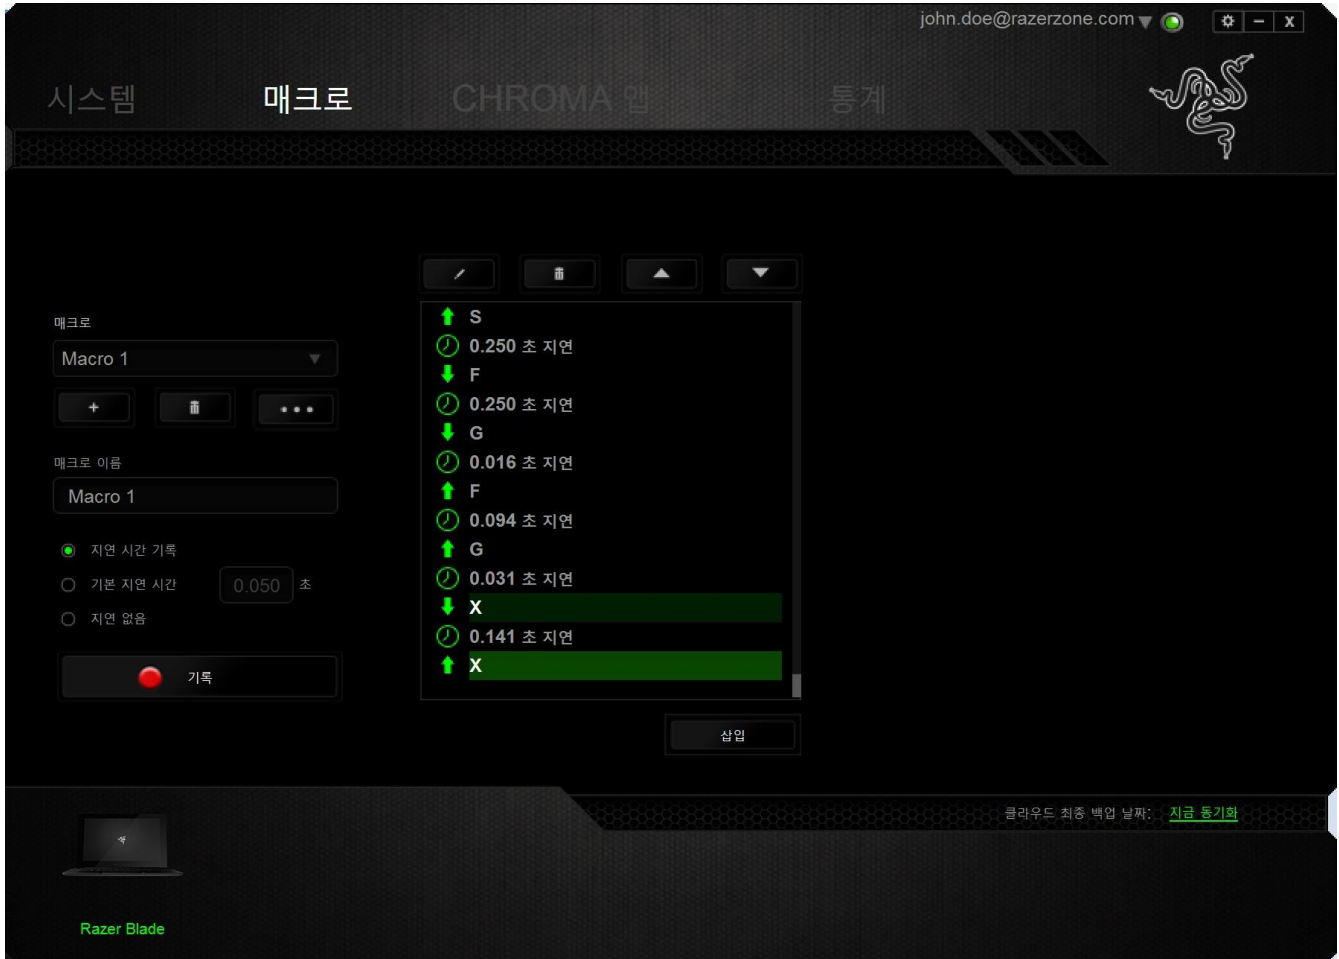 john.doe@razerzone.com
시스템 매크로 CHROMA 앱 통계
매크로
Macro 1
매크로 이름
Macro 1
지연 시간 기록
기본 지연 시간 0.050 초
지연 없음
기록
S
0.250 초 지연
F
0.250 초 지연
G
0.016 초 지연
F
0.094 초 지연
G
0.031 초 지연
X
0.141 초 지연
X
삽입
클라우드 최종 백업 날짜: 지금 동기화
Razer Blade